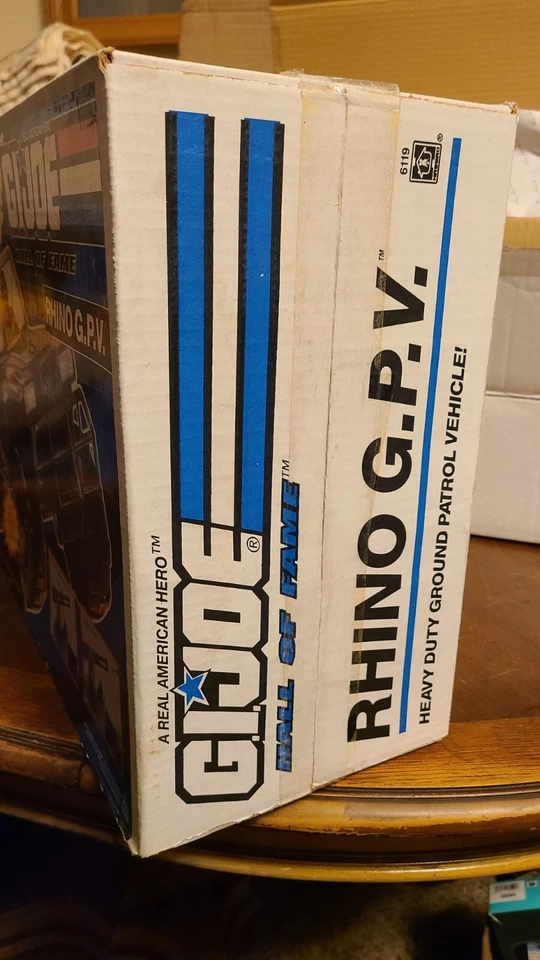 A REAL AMERICAN HERO™
G.I. JOE®
HALL OF FAME™
RHINO G.P.V.™
HEAVY DUTY GROUND PATROL VEHICLE!
6119
®
G.I. JOE
HALL OF FAME
RHINO G.P.V.